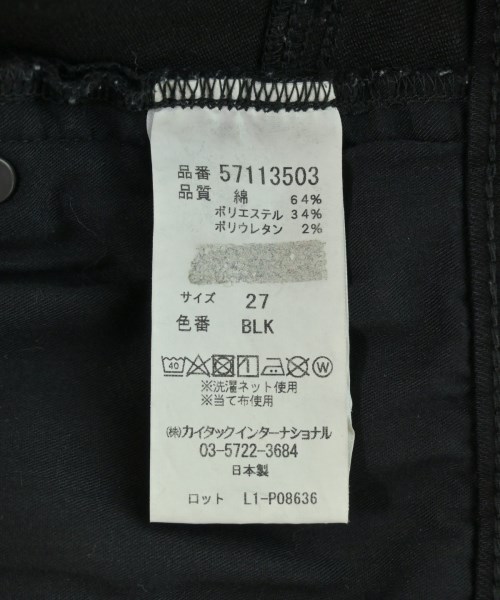 品番 57113503
品質 綿 64%
ポリエステル 34%
ポリウレタン 2%
サイズ 27
色番 BLK
40 W
※洗濯ネット使用
※当て布使用
㈱カイタックインターナショナル
03-5722-3684
日本製
ロット L1-P08636